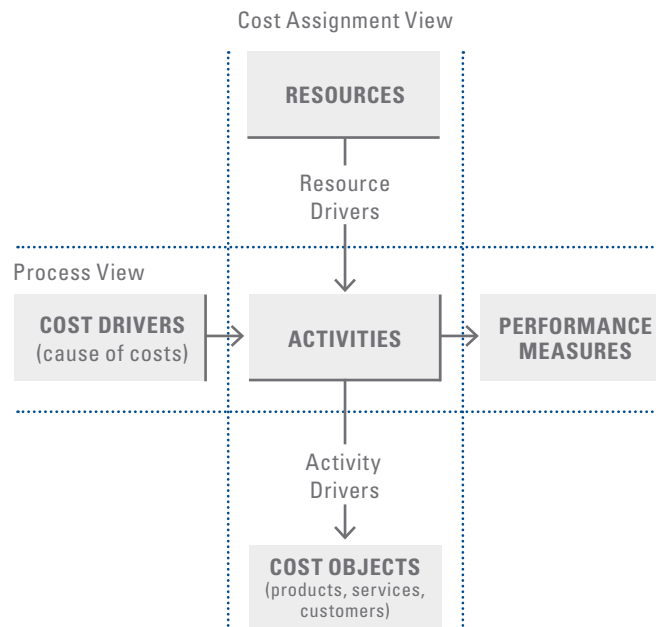 Cost Assignment View
RESOURCES
Resource
Drivers
Process View
COST DRIVERS
(cause of costs)
ACTIVITIES
PERFORMANCE
MEASURES
Activity
Drivers
COST OBJECTS
(products, services,
customers)